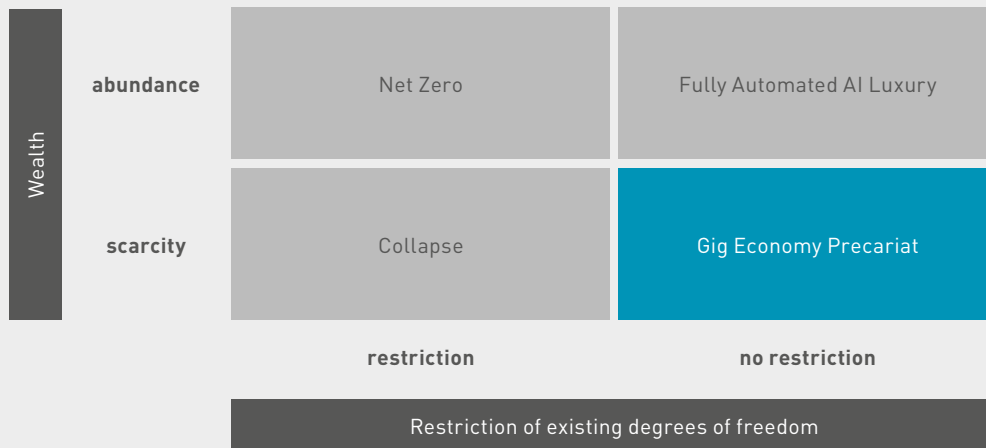 Wealth
abundance
Net Zero
Fully Automated AI Luxury
scarcity
Collapse
Gig Economy Precariat
restriction
no restriction
Restriction of existing degrees of freedom